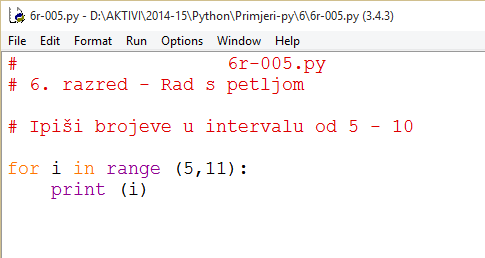 6r-005.py - D:\AKTIVI\2014-15\Python\Primjeri-py\6\6r-005.py (3.4.3)
File Edit Format Run Options Window Help
# 6r-005.py
# 6. razred - Rad s petljom
# Ipiši brojeve u intervalu od 5 - 10
for i in range (5,11):
    print (i)